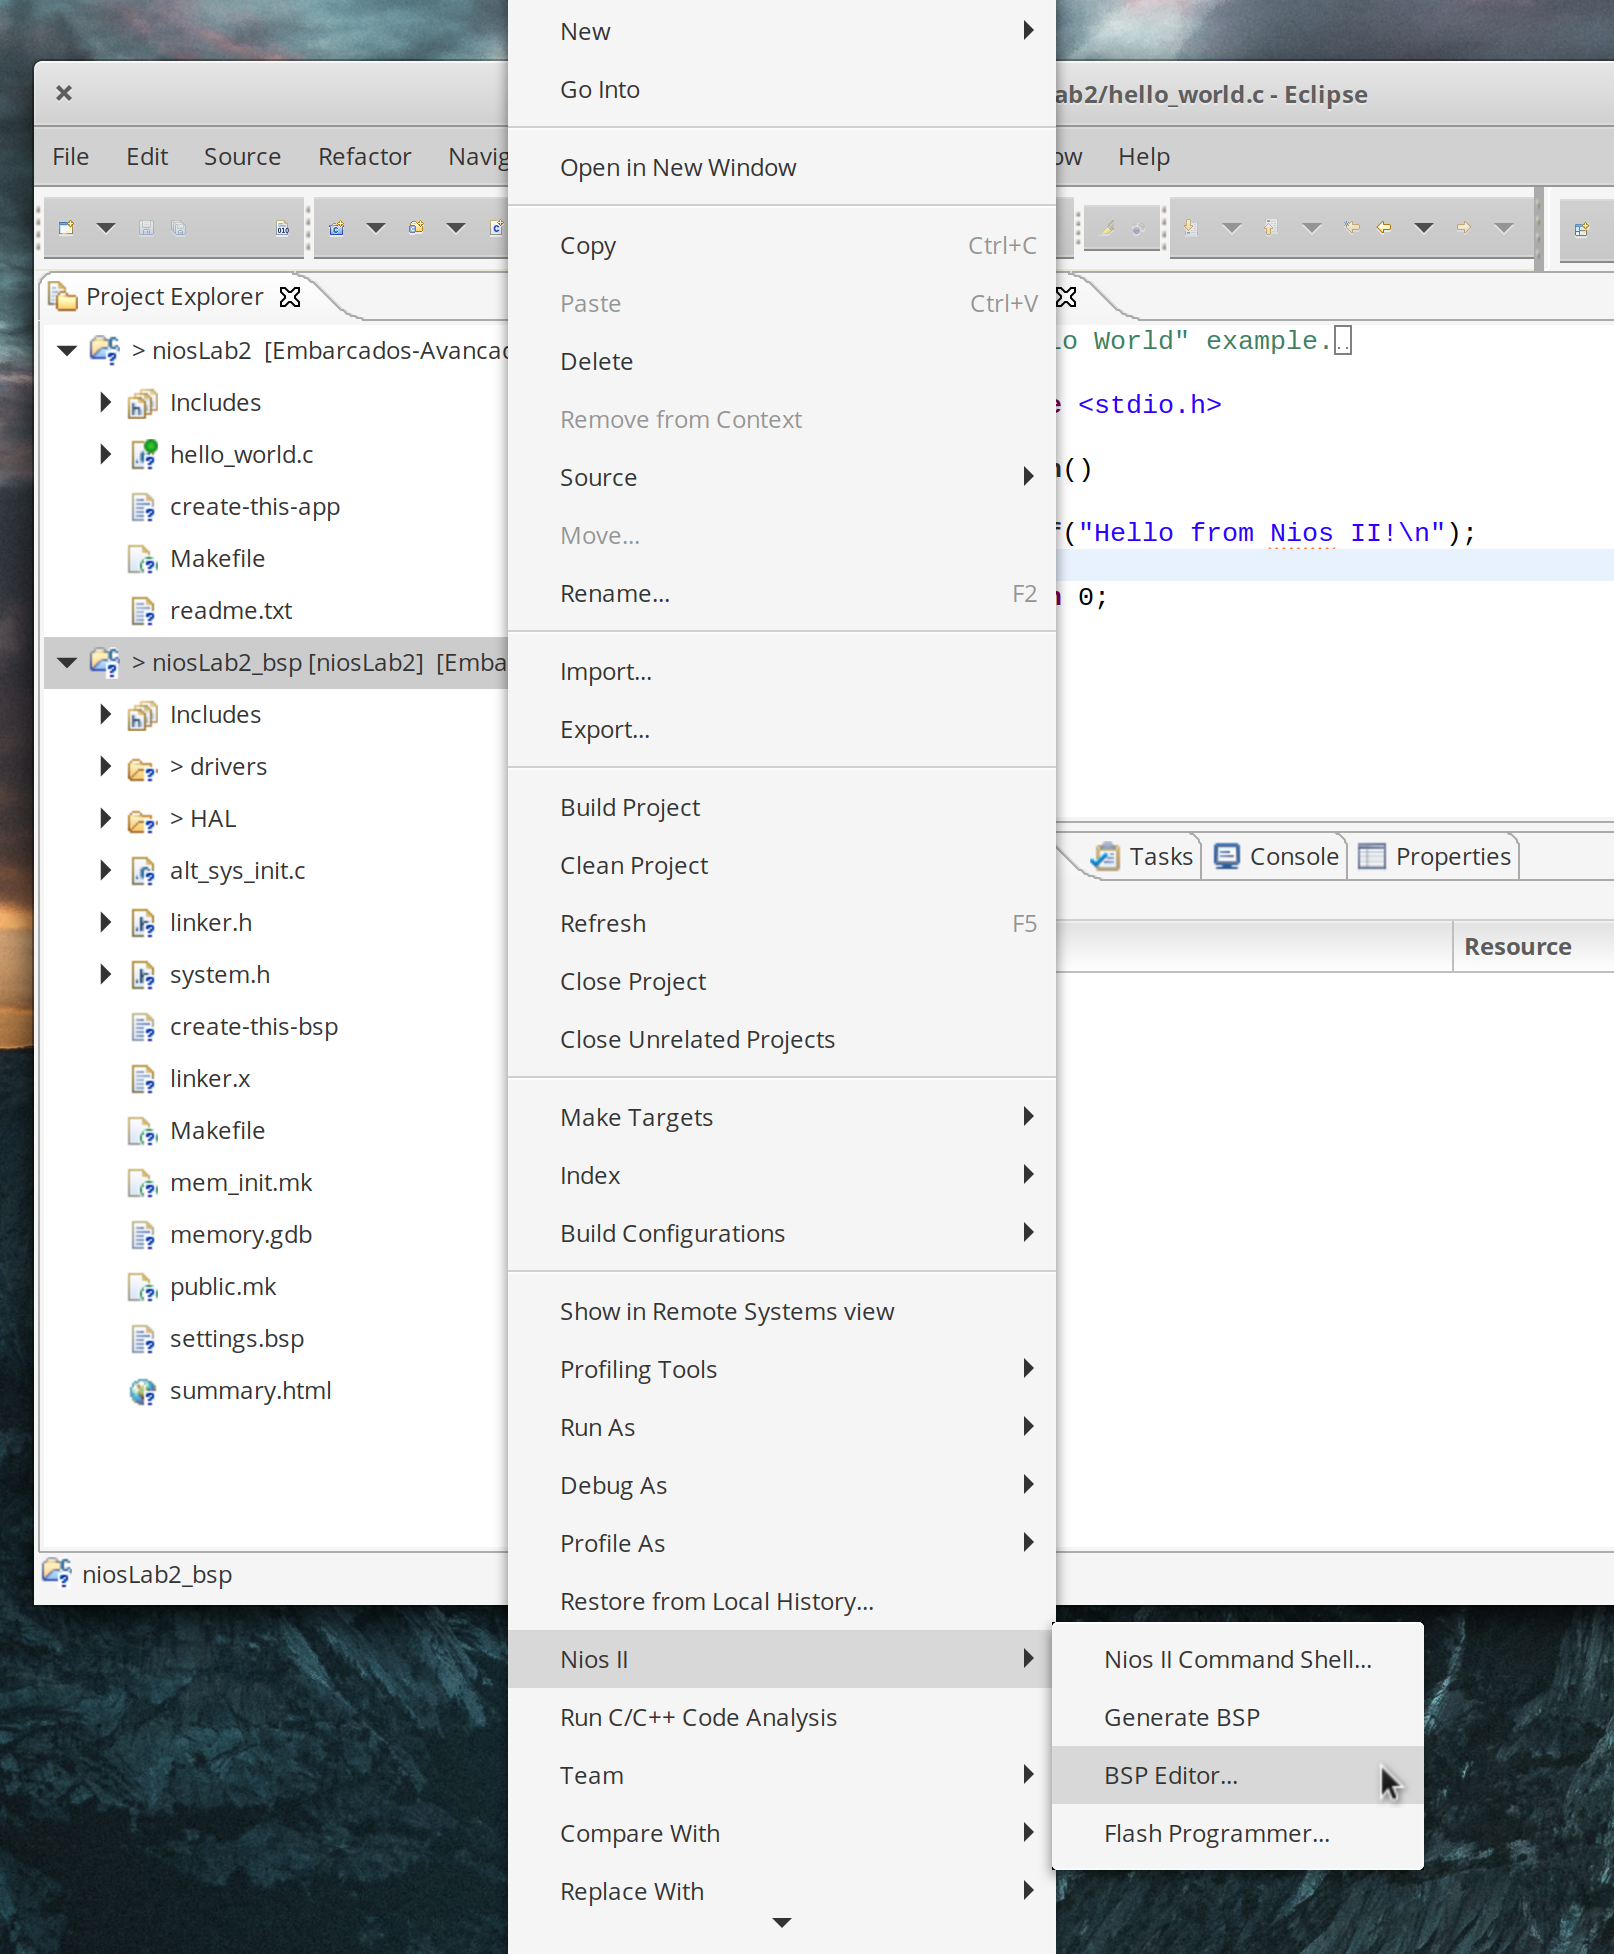 ab2/hello_world.c - Eclipse
File Edit Source Refactor Navig
ow Help
Project Explorer
> niosLab2 [Embarcados-Avancad
Includes
hello_world.c
create-this-app
Makefile
readme.txt
> niosLab2_bsp [niosLab2] [Emba
Includes
> drivers
> HAL
alt_sys_init.c
linker.h
system.h
create-this-bsp
linker.x
Makefile
mem_init.mk
memory.gdb
public.mk
settings.bsp
summary.html
niosLab2_bsp
New
Go Into
Open in New Window
Copy Ctrl+C
Paste Ctrl+V
Delete
Remove from Context
Source
Move...
Rename... F2
Import...
Export...
Build Project
Clean Project
Refresh F5
Close Project
Close Unrelated Projects
Make Targets
Index
Build Configurations
Show in Remote Systems view
Profiling Tools
Run As
Debug As
Profile As
Restore from Local History...
Nios II
Run C/C++ Code Analysis
Team
Compare With
Replace With
Nios II Command Shell...
Generate BSP
BSP Editor...
Flash Programmer...
lo World" example...
e <stdio.h>
n()
f("Hello from Nios II!\n");
n 0;
Tasks Console Properties
Resource